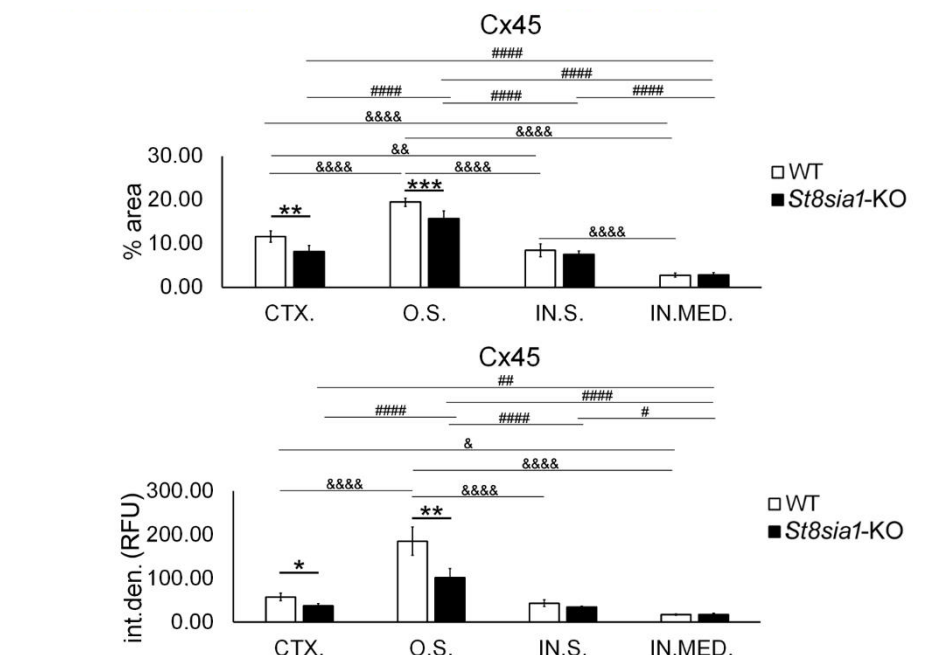 Cx45
####
####
####
####
####
&&&&
&&&&
&&
&&&&
&&&&
&&&&
**
***
% area
30.00
20.00
10.00
0.00
WT
St8sia1-KO
CTX.
O.S.
IN.S.
IN.MED.
Cx45
##
####
####
####
#
&
&&&&
&&&&
&&&&
*
**
int.den. (RFU)
300.00
200.00
100.00
0.00
WT
St8sia1-KO
CTX.
O.S.
IN.S.
IN.MED.